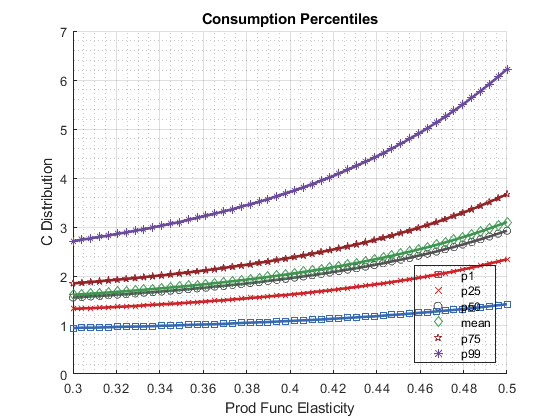 Consumption Percentiles
7
6
5
4
3
2
1
0
C Distribution
p1
p25
p50
mean
p75
p99
0.3 0.32 0.34 0.36 0.38 0.4 0.42 0.44 0.46 0.48 0.5
Prod Func Elasticity